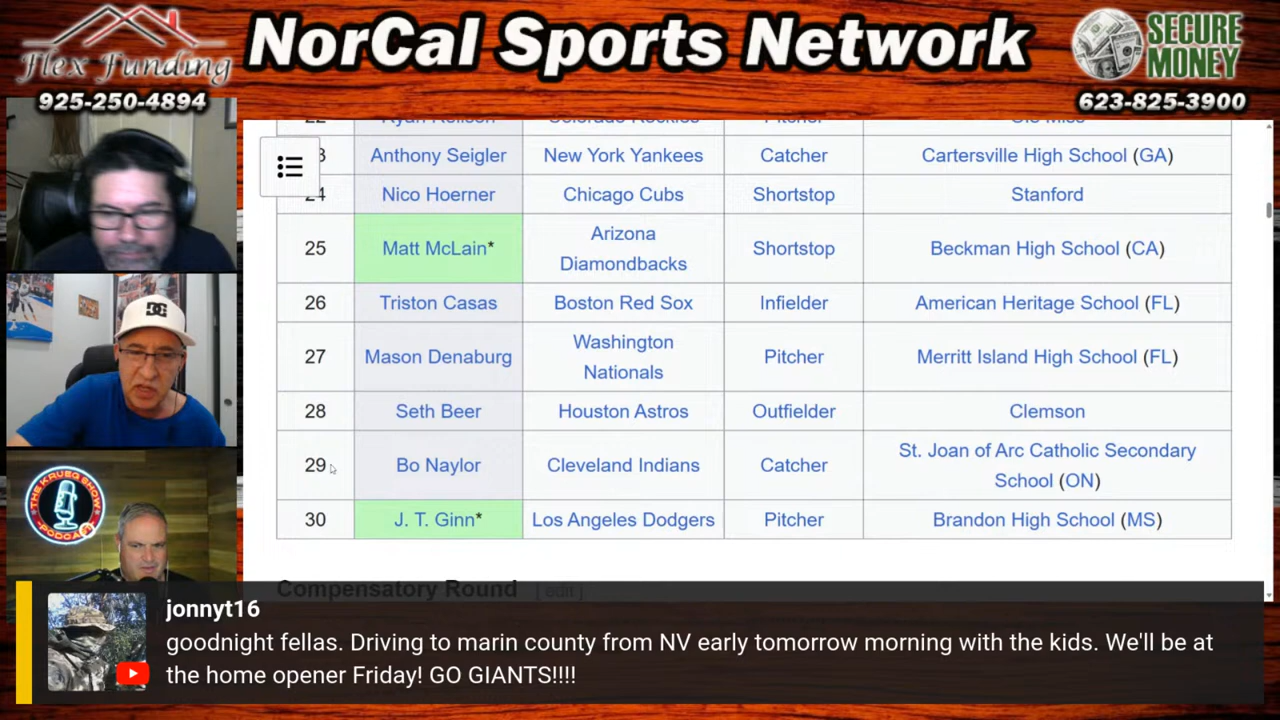 Flex Funding
925-250-4894
NorCal Sports Network
SECURE
MONEY
623-825-3900
Anthony Seigler New York Yankees Catcher Cartersville High School (GA)
24 Nico Hoerner Chicago Cubs Shortstop Stanford
25 Matt McLain* Arizona Diamondbacks Shortstop Beckman High School (CA)
26 Triston Casas Boston Red Sox Infielder American Heritage School (FL)
27 Mason Denaburg Washington Nationals Pitcher Merritt Island High School (FL)
28 Seth Beer Houston Astros Outfielder Clemson
29 Bo Naylor Cleveland Indians Catcher St. Joan of Arc Catholic Secondary School (ON)
30 J. T. Ginn* Los Angeles Dodgers Pitcher Brandon High School (MS)
Compensatory Round [edit]
THE KRUEG SHOW
PODCAST
jonnyt16
goodnight fellas. Driving to marin county from NV early tomorrow morning with the kids. We'll be at
the home opener Friday! GO GIANTS!!!!